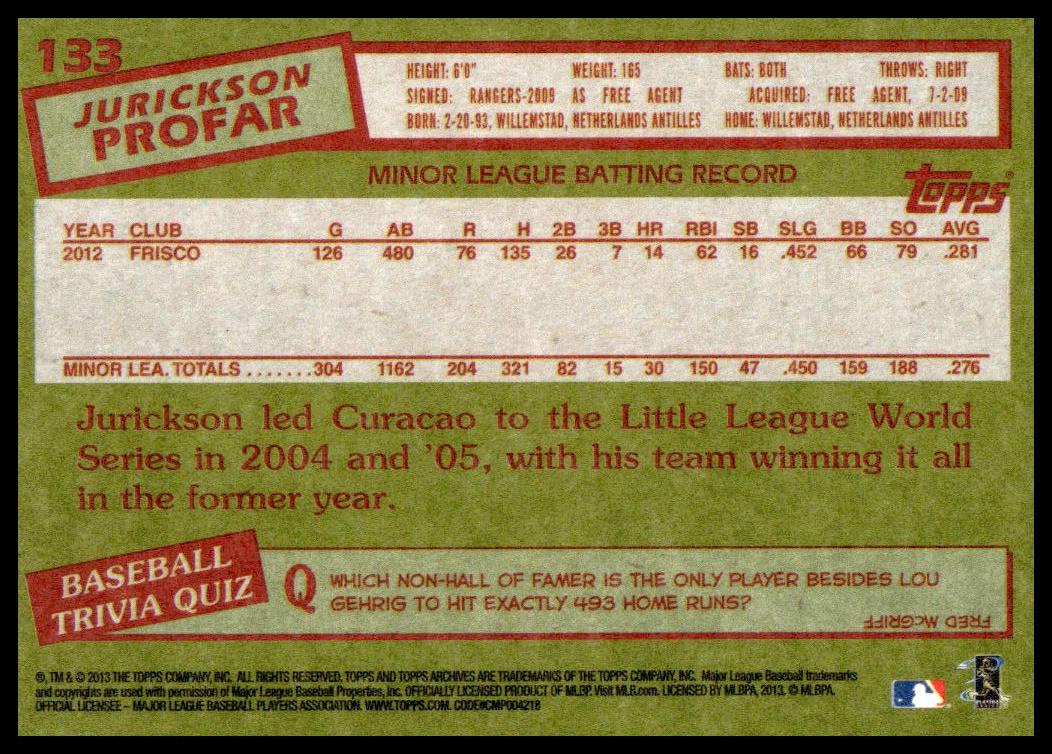 133
JURICKSON
PROFAR
HEIGHT: 6'0" WEIGHT: 165 BATS: BOTH THROWS: RIGHT
SIGNED: RANGERS-2009 AS FREE AGENT ACQUIRED: FREE AGENT, 7-2-09
BORN: 2-20-93, WILLEMSTAD, NETHERLANDS ANTILLES HOME: WILLEMSTAD, NETHERLANDS ANTILLES
MINOR LEAGUE BATTING RECORD
topps®
YEAR CLUB G AB R H 2B 3B HR RBI SB SLG BB SO AVG
2012 FRISCO 126 480 76 135 26 7 14 62 16 .452 66 79 .281
MINOR LEA. TOTALS .......304 1162 204 321 82 15 30 150 47 .450 159 188 .276
Jurickson led Curacao to the Little League World
Series in 2004 and '05, with his team winning it all
in the former year.
BASEBALL
TRIVIA QUIZ
Q WHICH NON-HALL OF FAMER IS THE ONLY PLAYER BESIDES LOU
GEHRIG TO HIT EXACTLY 493 HOME RUNS?
FRED McGRIFF
®, TM & © 2013 THE TOPPS COMPANY, INC. ALL RIGHTS RESERVED. TOPPS AND TOPPS ARCHIVES ARE TRADEMARKS OF THE TOPPS COMPANY, INC. Major League Baseball trademarks
and copyrights are used with permission of Major League Baseball Properties, Inc. OFFICIALLY LICENSED PRODUCT OF MLBP. Visit MLB.com. LICENSED BY MLBPA, 2013. © MLBPA.
OFFICIAL LICENSEE – MAJOR LEAGUE BASEBALL PLAYERS ASSOCIATION. WWW.TOPPS.COM. CODE#CMP004218